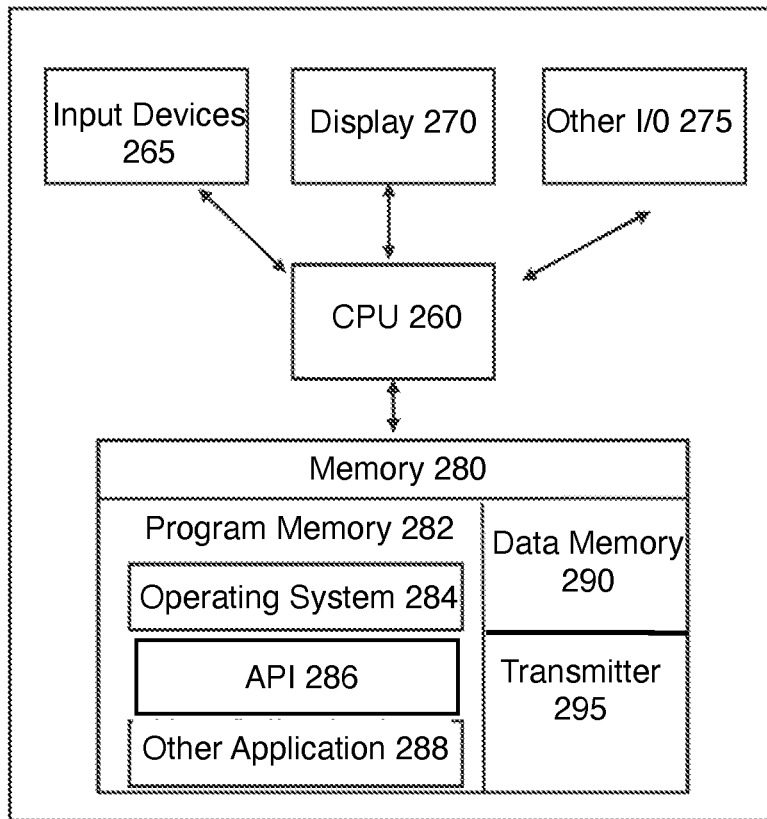 Input Devices
265
Display 270
Other I/0 275
CPU 260
Memory 280
Program Memory 282
Operating System 284
API 286
Other Application 288
Data Memory
290
Transmitter
295